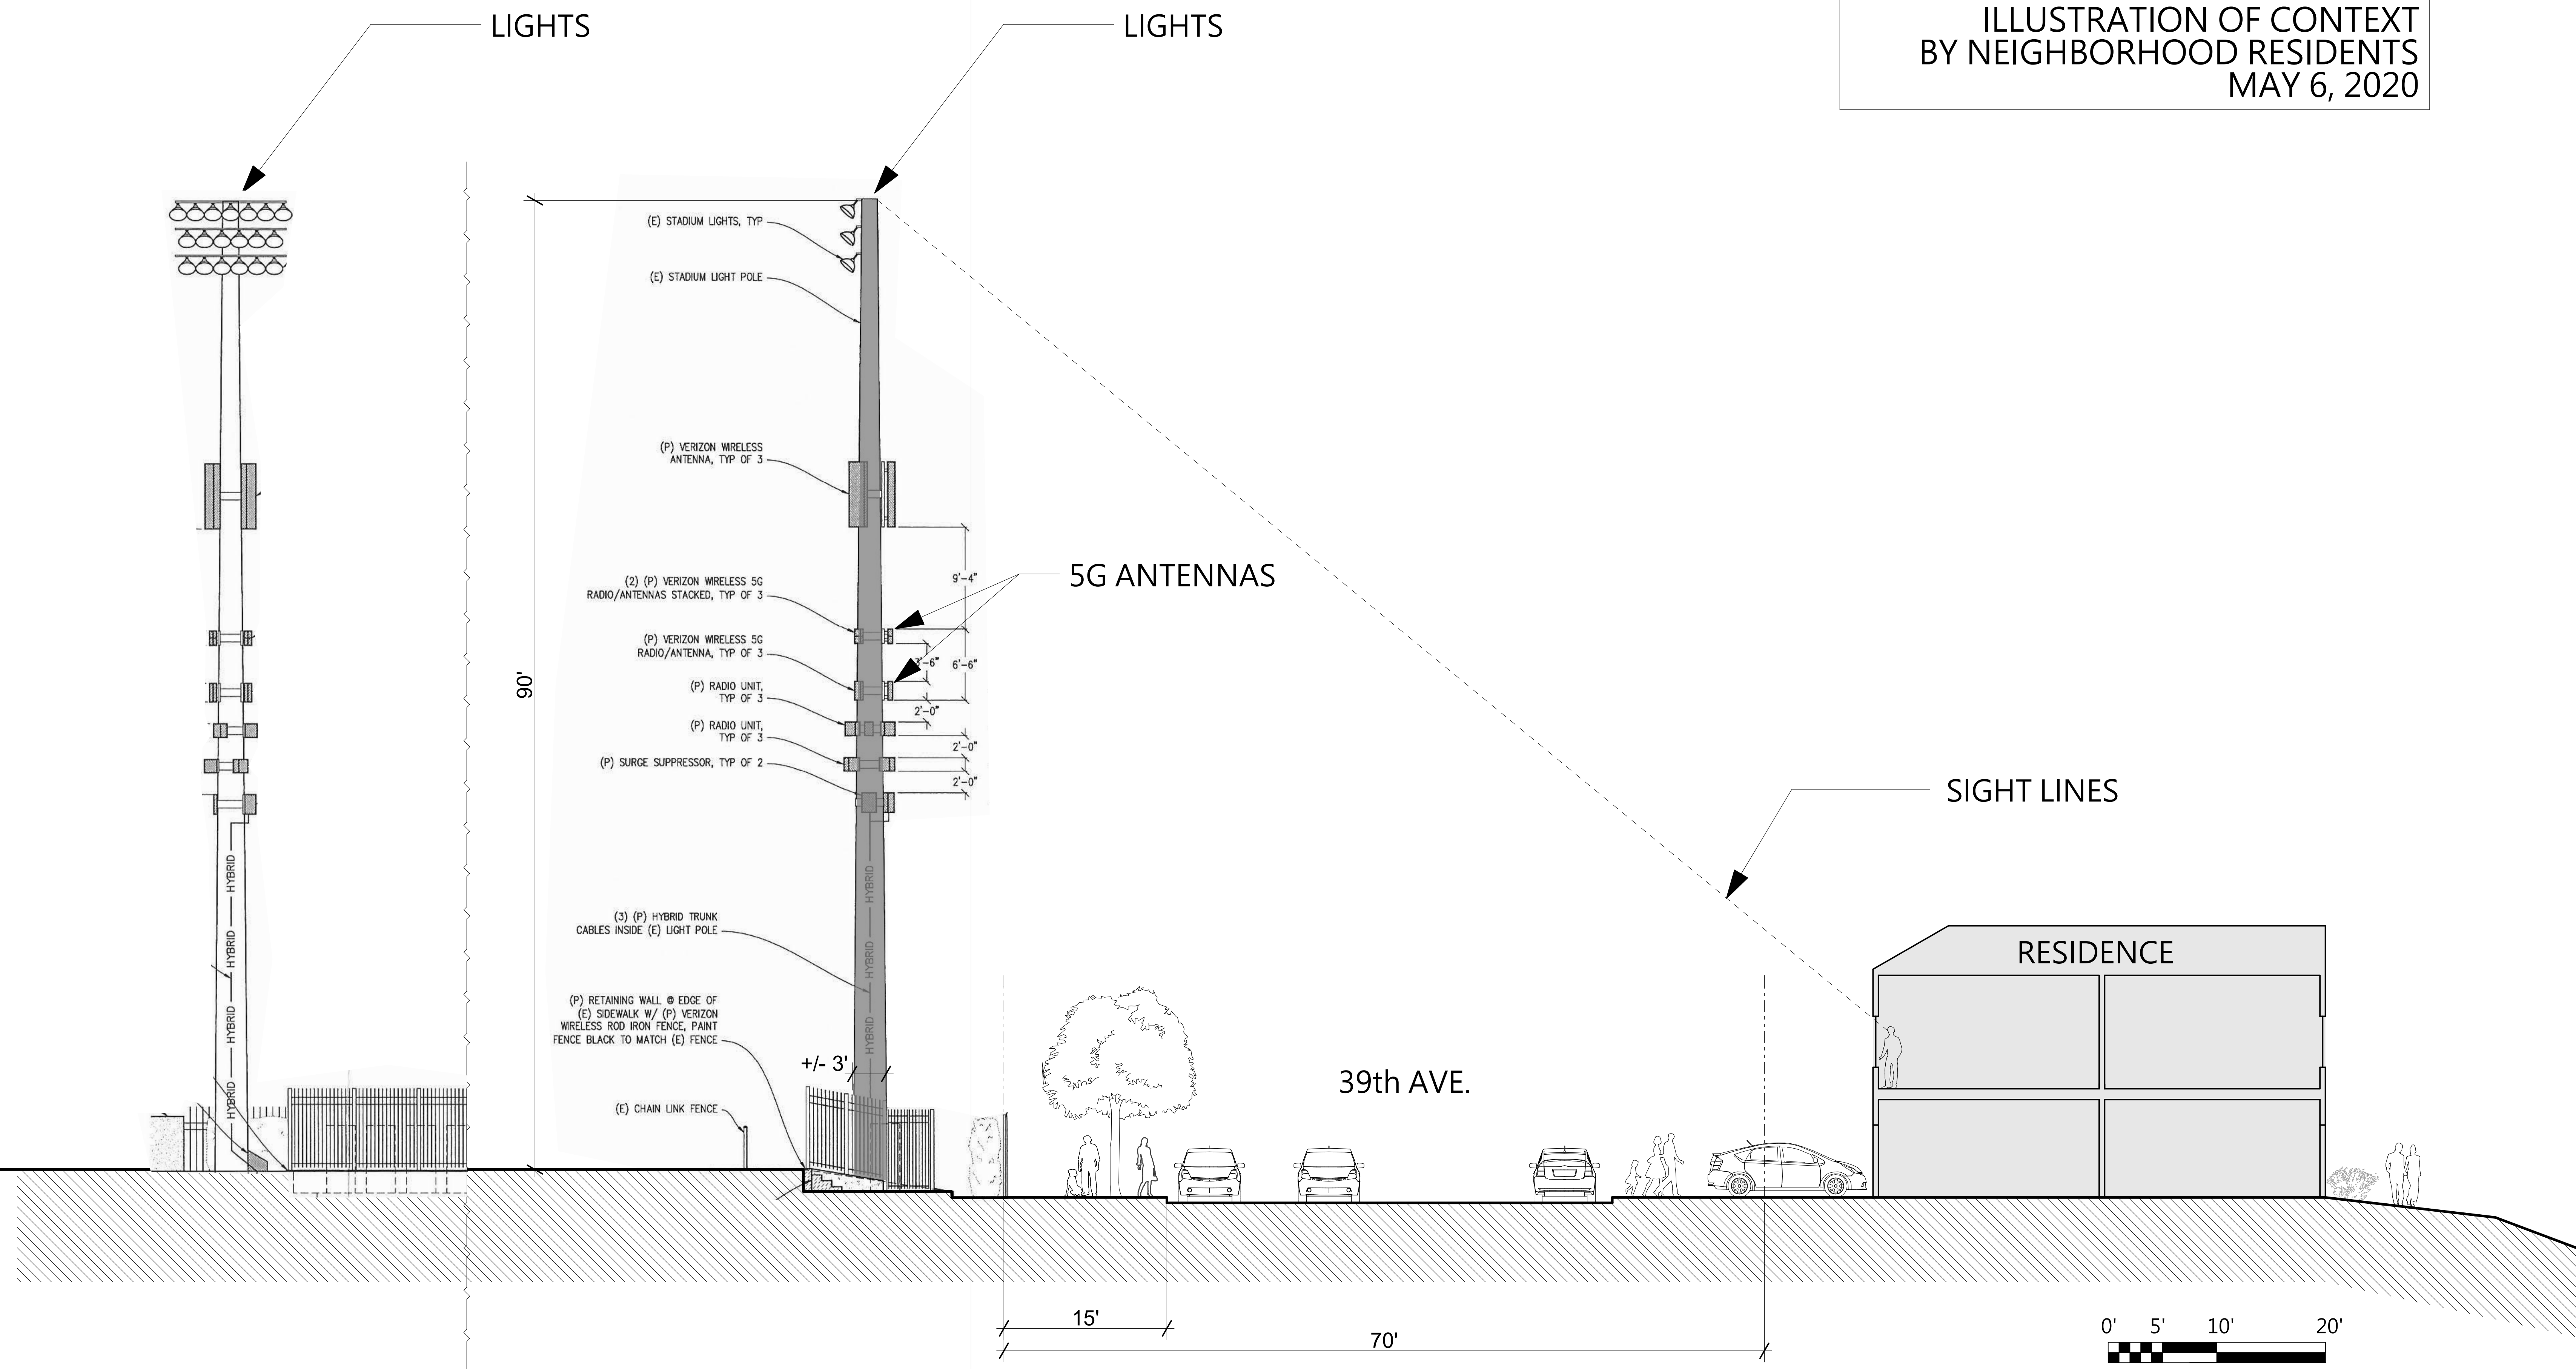 LIGHTS
LIGHTS
ILLUSTRATION OF CONTEXT
BY NEIGHBORHOOD RESIDENTS
MAY 6, 2020
(E) STADIUM LIGHTS, TYP
(E) STADIUM LIGHT POLE
(P) VERIZON WIRELESS
ANTENNA, TYP OF 3
(2) (P) VERIZON WIRELESS 5G
RADIO/ANTENNAS STACKED, TYP OF 3
(P) VERIZON WIRELESS 5G
RADIO/ANTENNA, TYP OF 3
(P) RADIO UNIT,
TYP OF 3
(P) RADIO UNIT,
TYP OF 3
(P) SURGE SUPPRESSOR, TYP OF 2
(3) (P) HYBRID TRUNK
CABLES INSIDE (E) LIGHT POLE
(P) RETAINING WALL @ EDGE OF
(E) SIDEWALK W/ (P) VERIZON
WIRELESS ROD IRON FENCE, PAINT
FENCE BLACK TO MATCH (E) FENCE
(E) CHAIN LINK FENCE
90'
+/- 3'
9'-4"
5G ANTENNAS
3'-6"
6'-6"
2'-0"
2'-0"
2'-0"
HYBRID
HYBRID
HYBRID
HYBRID
HYBRID
HYBRID
HYBRID
SIGHT LINES
RESIDENCE
39th AVE.
15'
70'
0' 5' 10' 20'